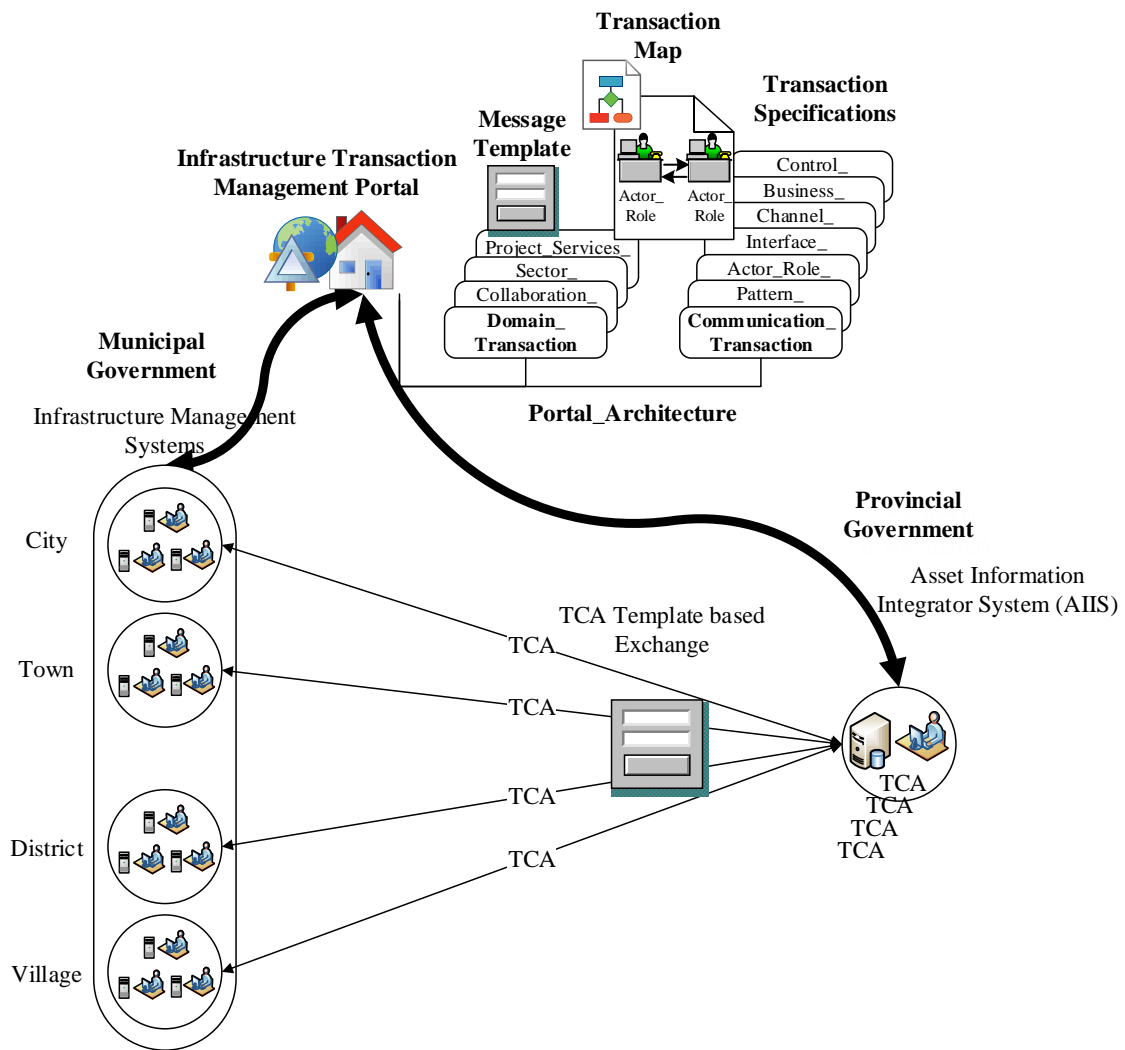 Transaction
Map
Transaction
Specifications
Message
Template
Infrastructure Transaction
Management Portal
Actor_
Role
Actor_
Role
Control_
Business_
Channel_
Interface_
Actor_Role_
Pattern_
Communication_
Transaction
Project_Services_
Sector_
Collaboration_
Domain_
Transaction
Portal_Architecture
Municipal
Government
Infrastructure Management
Systems
Provincial
Government
Asset Information
Integrator System (AIIS)
City
Town
District
Village
TCA Template based
Exchange
TCA
TCA
TCA
TCA
TCA
TCA
TCA
TCA